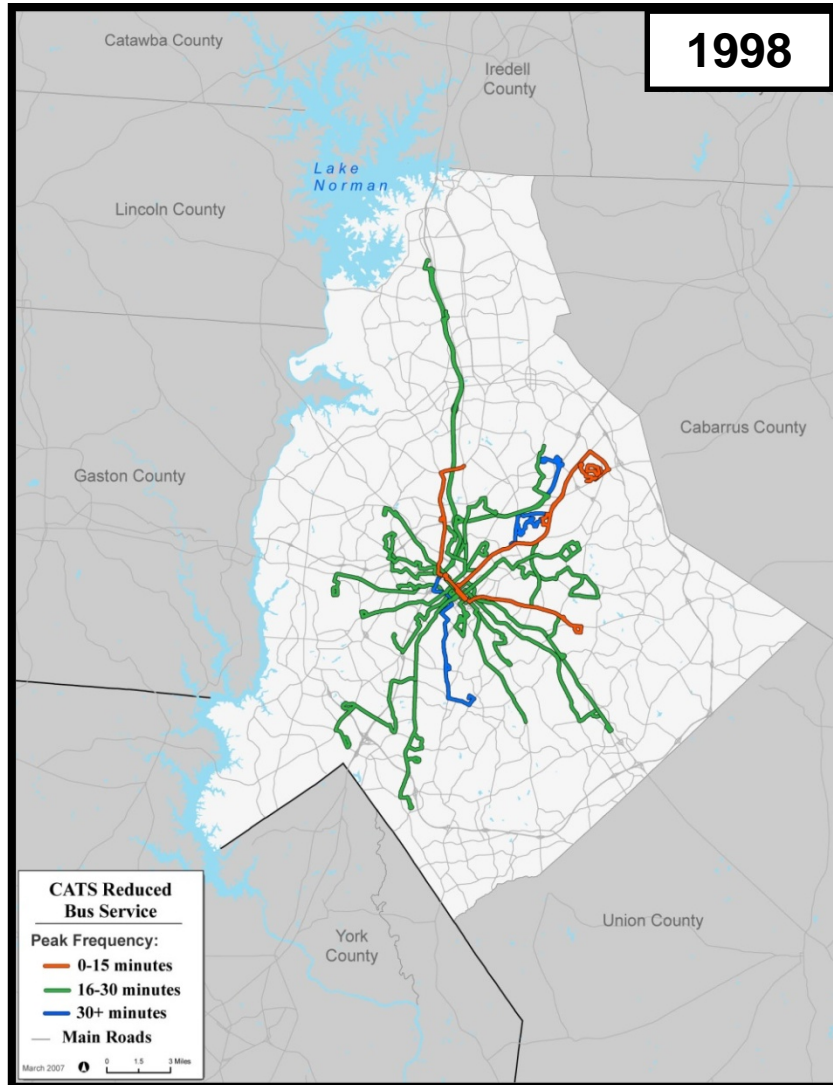 1998
Catawba County
Iredell
County
Lake
Norman
Lincoln County
Cabarrus County
Gaston County
Union County
York
County
CATS Reduced
Bus Service
Peak Frequency:
0-15 minutes
16-30 minutes
30+ minutes
Main Roads
March 2007 0 1.5 3 Miles